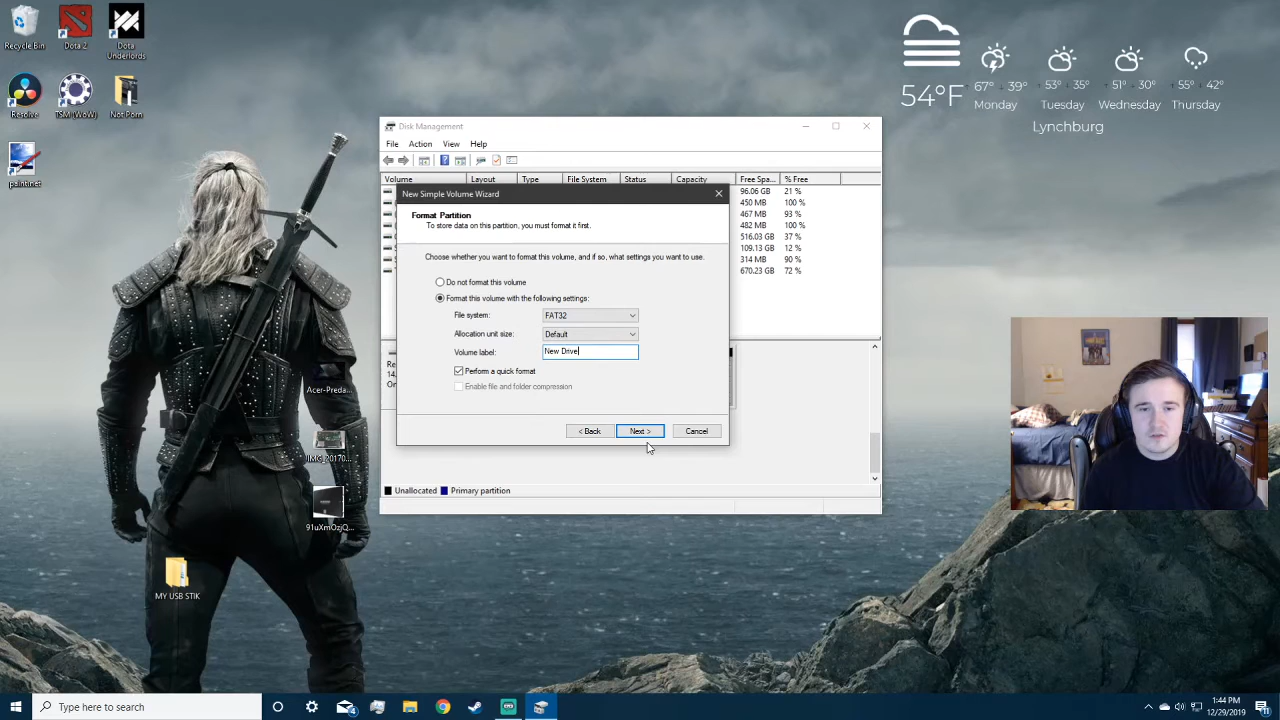 Recycle Bin
Dota 2
Dota
Underlords
Resolve
TSM (WoW)
Not Porn
paintnet
54°F
67° ↓ 39°
53° ↓ 35°
51° ↓ 30°
55° ↓ 42°
Monday
Tuesday
Wednesday
Thursday
Lynchburg
Disk Management
File Action View Help
Volume Layout Type File System Status Capacity Free Spa... % Free
96.06 GB 21 %
450 MB 100 %
467 MB 93 %
482 MB 100 %
516.03 GB 37 %
109.13 GB 12 %
314 MB 90 %
670.23 GB 72 %
New Simple Volume Wizard
Format Partition
To store data on this partition, you must format it first.
Choose whether you want to format this volume, and if so, what settings you want to use.
Do not format this volume
Format this volume with the following settings:
File system: FAT32
Allocation unit size: Default
Volume label: New Drive
Perform a quick format
Enable file and folder compression
< Back Next > Cancel
Re
14.
On
Unallocated Primary partition
Acer-Preda...
IMG_20170...
91uXmOzjQ...
MY USB STIK
Type here to search
1:44 PM
12/29/2019